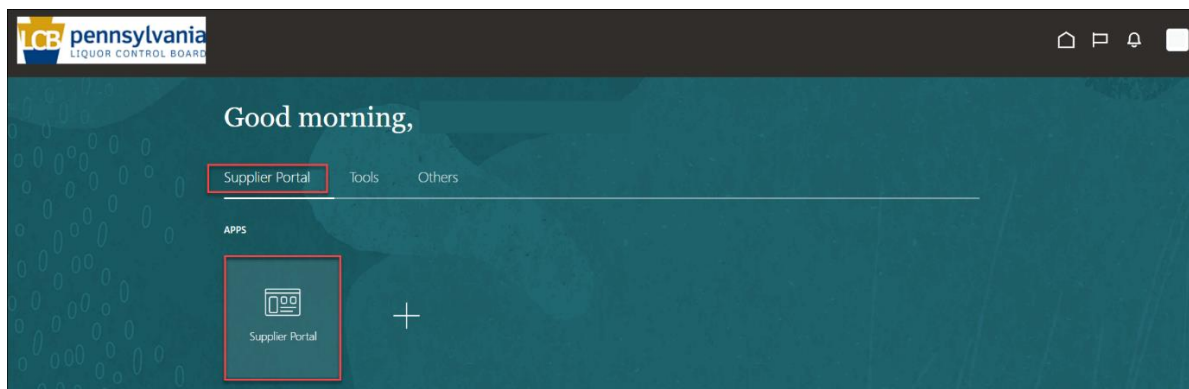 LCB pennsylvania
LIQUOR CONTROL BOARD
Good morning,
Supplier Portal Tools Others
APPS
Supplier Portal